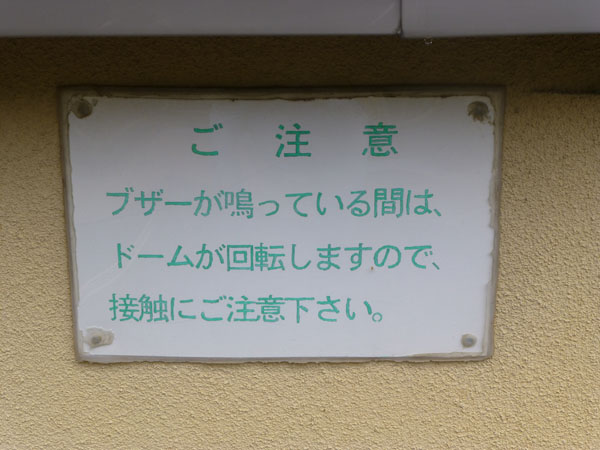 ご注意
ブザーが鳴っている間は、
ドームが回転しますので、
接触にご注意下さい。